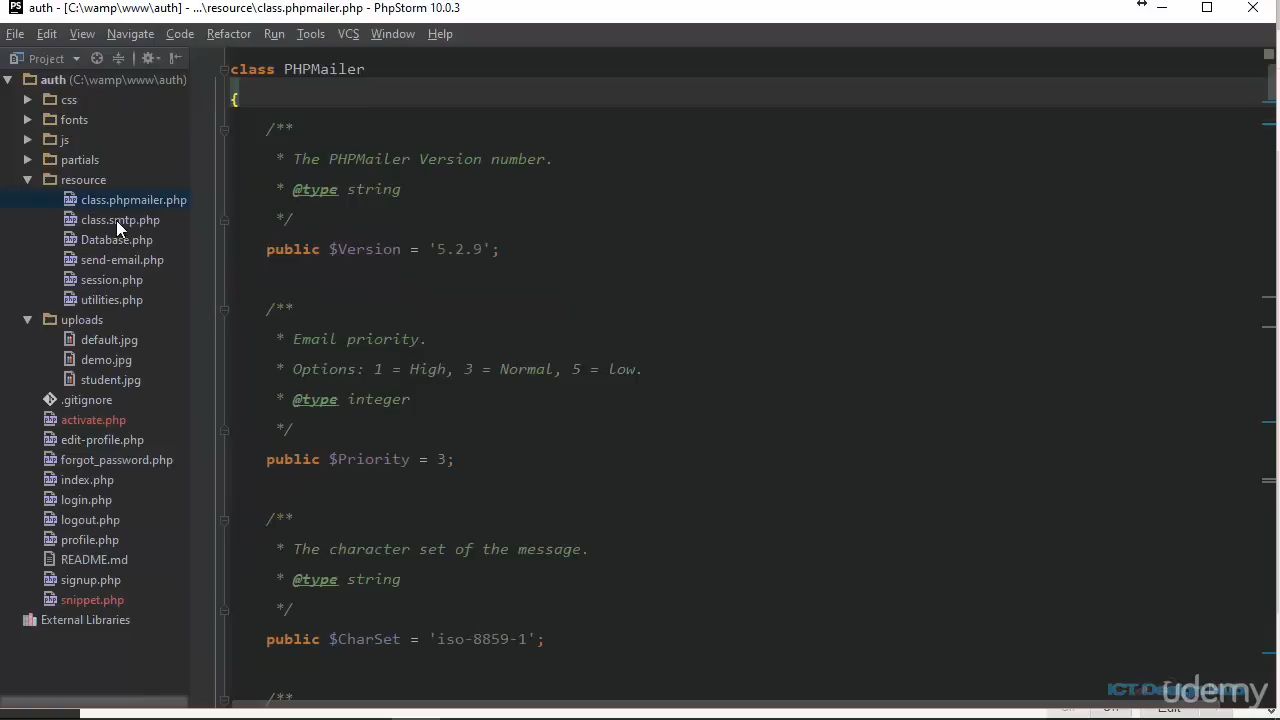 auth - [C:\wamp\www\auth] - ...\resource\class.phpmailer.php - PhpStorm 10.0.3
File Edit View Navigate Code Refactor Run Tools VCS Window Help
Project
auth (C:\wamp\www\auth)
css
fonts
js
partials
resource
class.phpmailer.php
class.smtp.php
Database.php
send-email.php
session.php
utilities.php
uploads
default.jpg
demo.jpg
student.jpg
.gitignore
activate.php
edit-profile.php
forgot_password.php
index.php
login.php
logout.php
profile.php
README.md
signup.php
snippet.php
External Libraries
class PHPMailer
{
/**
* The PHPMailer Version number.
* @type string
*/
public $Version = '5.2.9';
/**
* Email priority.
* Options: 1 = High, 3 = Normal, 5 = low.
* @type integer
*/
public $Priority = 3;
/**
* The character set of the message.
* @type string
*/
public $CharSet = 'iso-8859-1';
/**
udemy